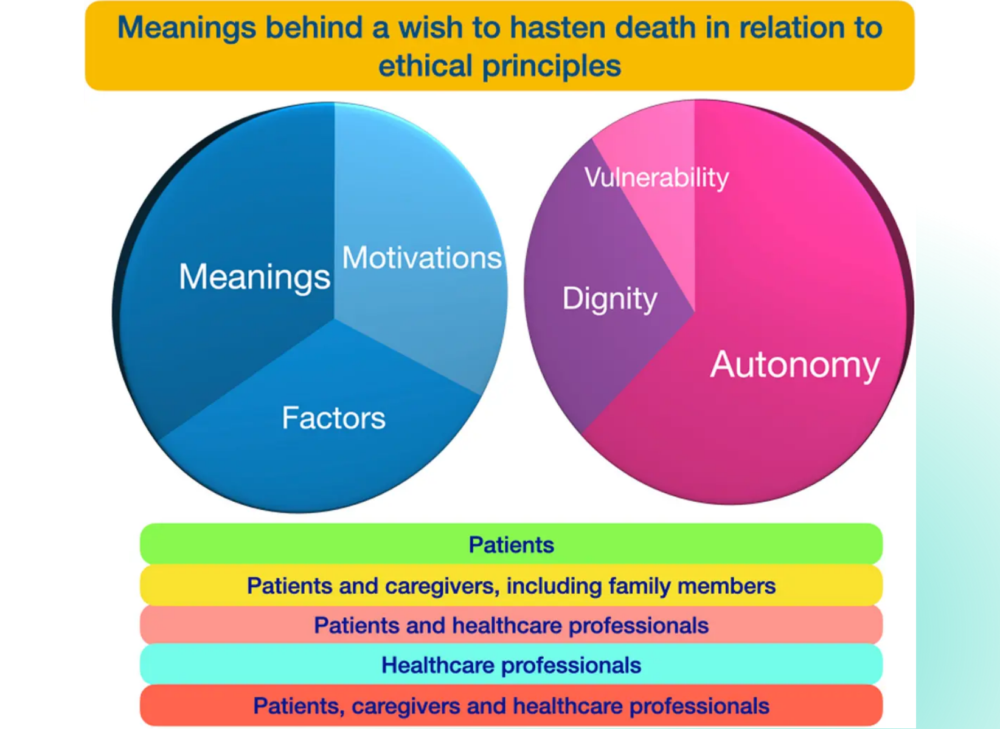 Meanings behind a wish to hasten death in relation to
ethical principles
Meanings
Motivations
Factors
Vulnerability
Dignity
Autonomy
Patients
Patients and caregivers, including family members
Patients and healthcare professionals
Healthcare professionals
Patients, caregivers and healthcare professionals